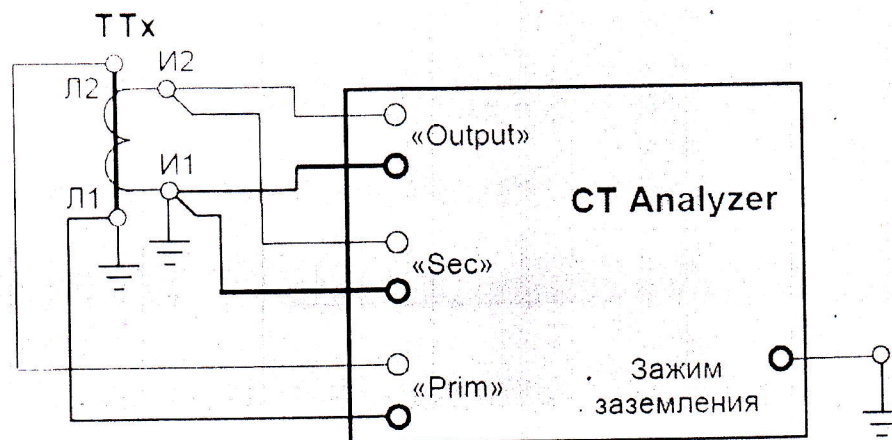 ТТх
Л2
И2
И1
Л1
«Output»
CT Analyzer
«Sec»
«Prim»
Зажим
заземления